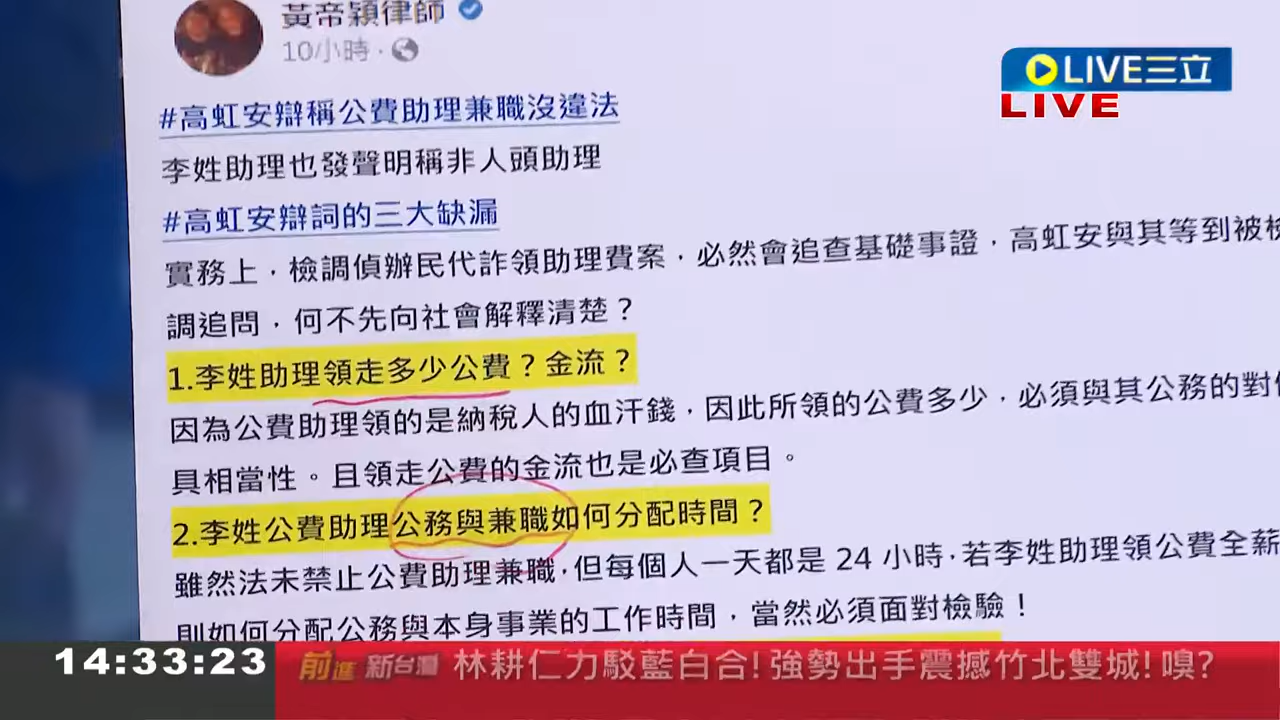 黃帝穎律師
10小時·
LIVE三立
LIVE
#高虹安辯稱公費助理兼職沒違法
李姓助理也發聲明稱非人頭助理
#高虹安辯詞的三大缺漏
實務上，檢調偵辦民代詐領助理費案，必然會追查基礎事證，高虹安與其等到被檢
調追問，何不先向社會解釋清楚？
1.李姓助理領走多少公費？金流？
因為公費助理領的是納稅人的血汗錢，因此所領的公費多少，必須與其公務的對價
具相當性。且領走公費的金流也是必查項目。
2.李姓公費助理公務與兼職如何分配時間？
雖然法未禁止公費助理兼職，但每個人一天都是 24 小時，若李姓助理領公費全薪
則如何分配公務與本身事業的工作時間，當然必須面對檢驗！
14:33:23
前進 新台灣 林耕仁力駁藍白合!強勢出手震撼竹北雙城!嗅?